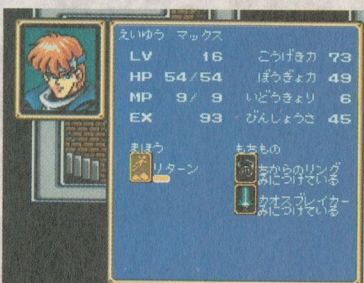 えいゆう マックス
LV 16 こうげき力 73
HP 54/54 ぼうぎょ力 49
MP 9/ 9 いどうきょり 6
EX 93 びんしょうさ 45
まほう もちもの
リターン ちからのリング
みにつけている
カオスブレイカー
みにつけている